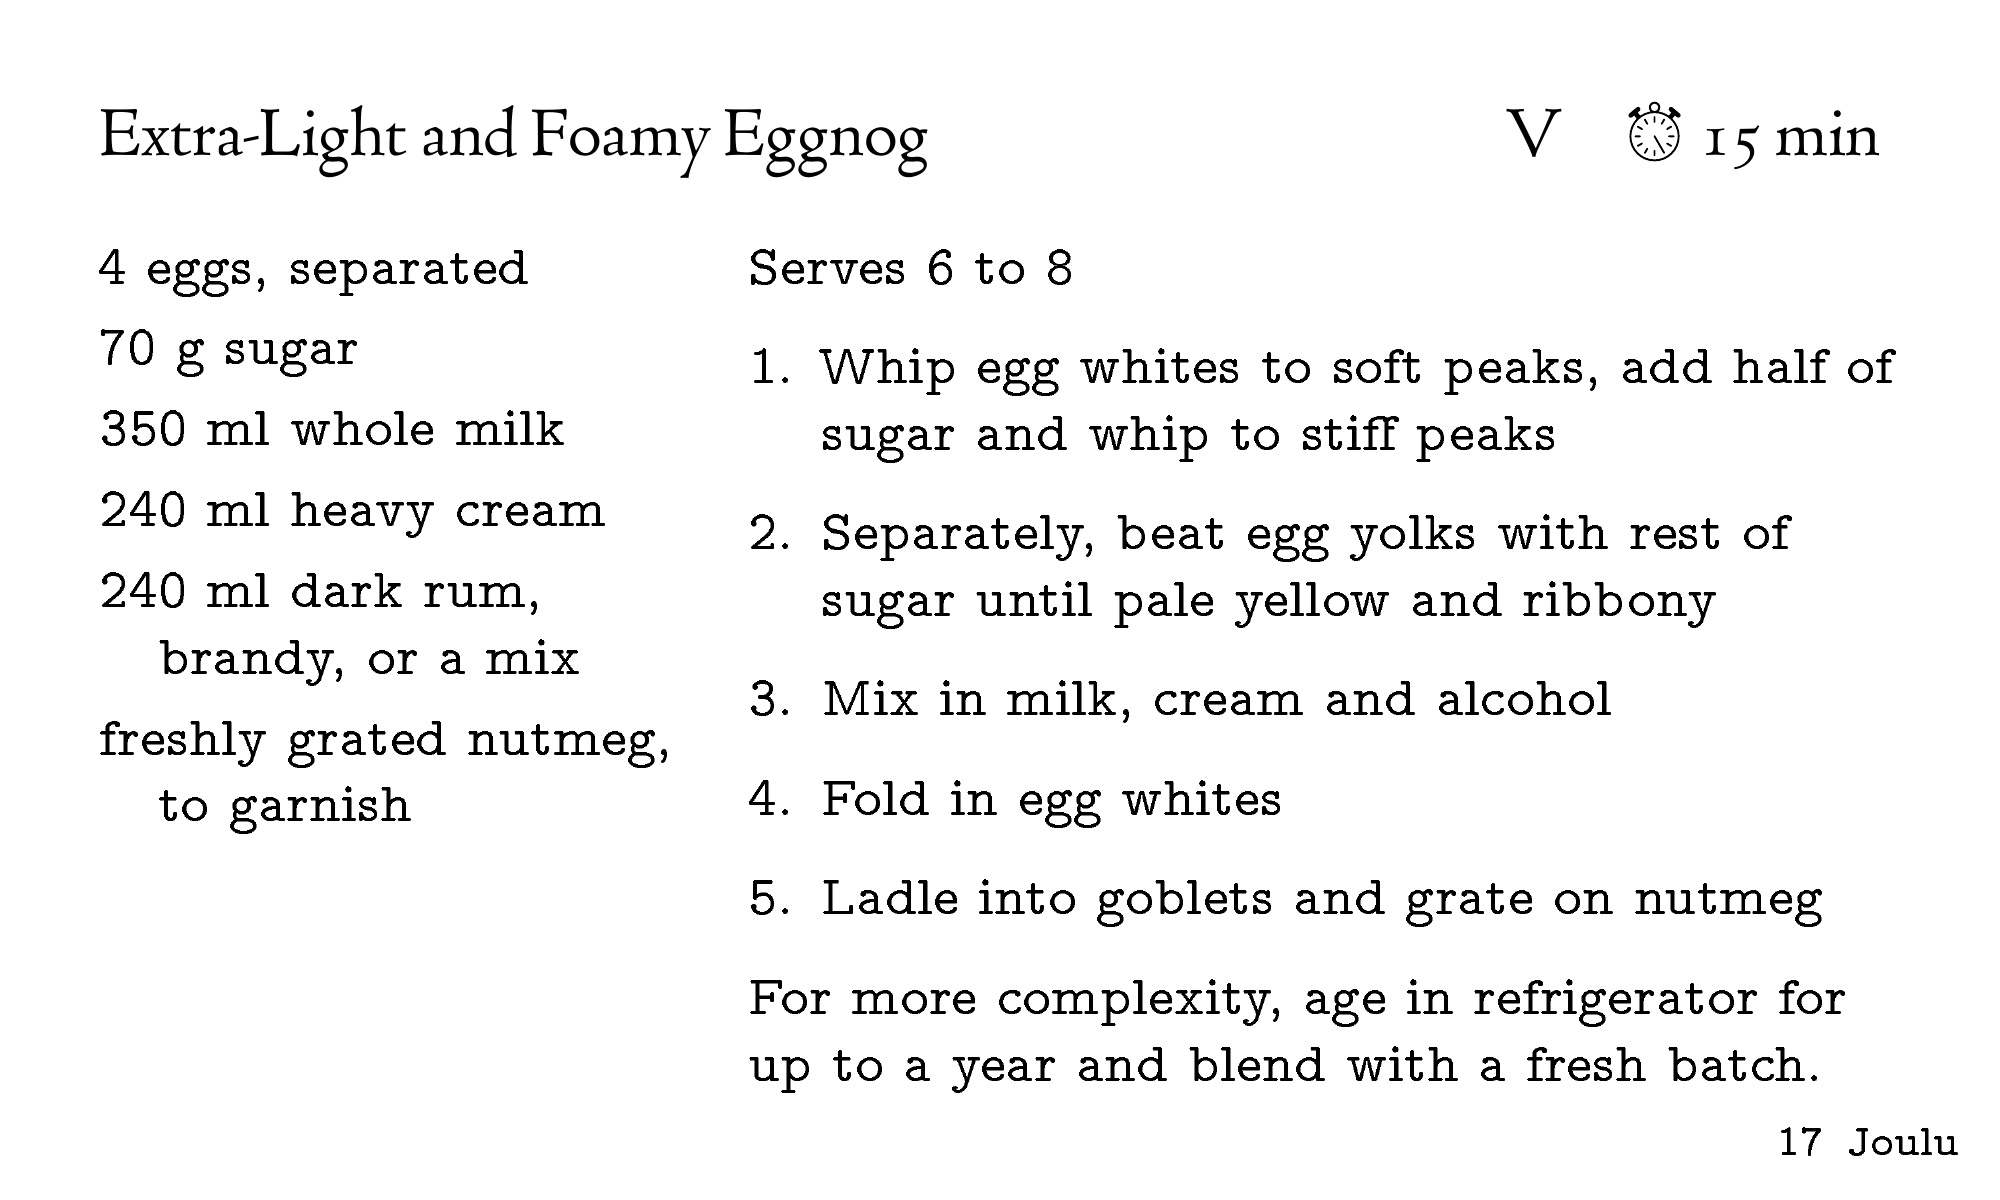 Extra-Light and Foamy Eggnog
V 15 min
4 eggs, separated
70 g sugar
350 ml whole milk
240 ml heavy cream
240 ml dark rum,
brandy, or a mix
freshly grated nutmeg,
to garnish
Serves 6 to 8
1. Whip egg whites to soft peaks, add half of
sugar and whip to stiff peaks
2. Separately, beat egg yolks with rest of
sugar until pale yellow and ribbony
3. Mix in milk, cream and alcohol
4. Fold in egg whites
5. Ladle into goblets and grate on nutmeg
For more complexity, age in refrigerator for
up to a year and blend with a fresh batch.
17 Joulu